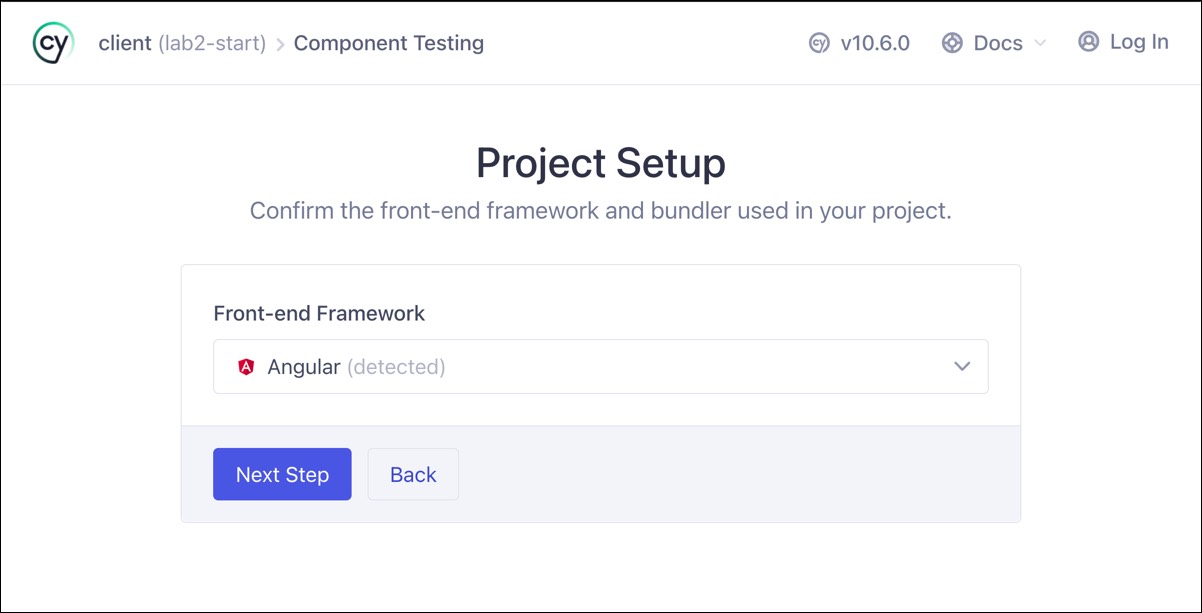 cy client (lab2-start) > Component Testing cy v10.6.0 Docs Log In
Project Setup
Confirm the front-end framework and bundler used in your project.
Front-end Framework
A Angular (detected)
Next Step Back